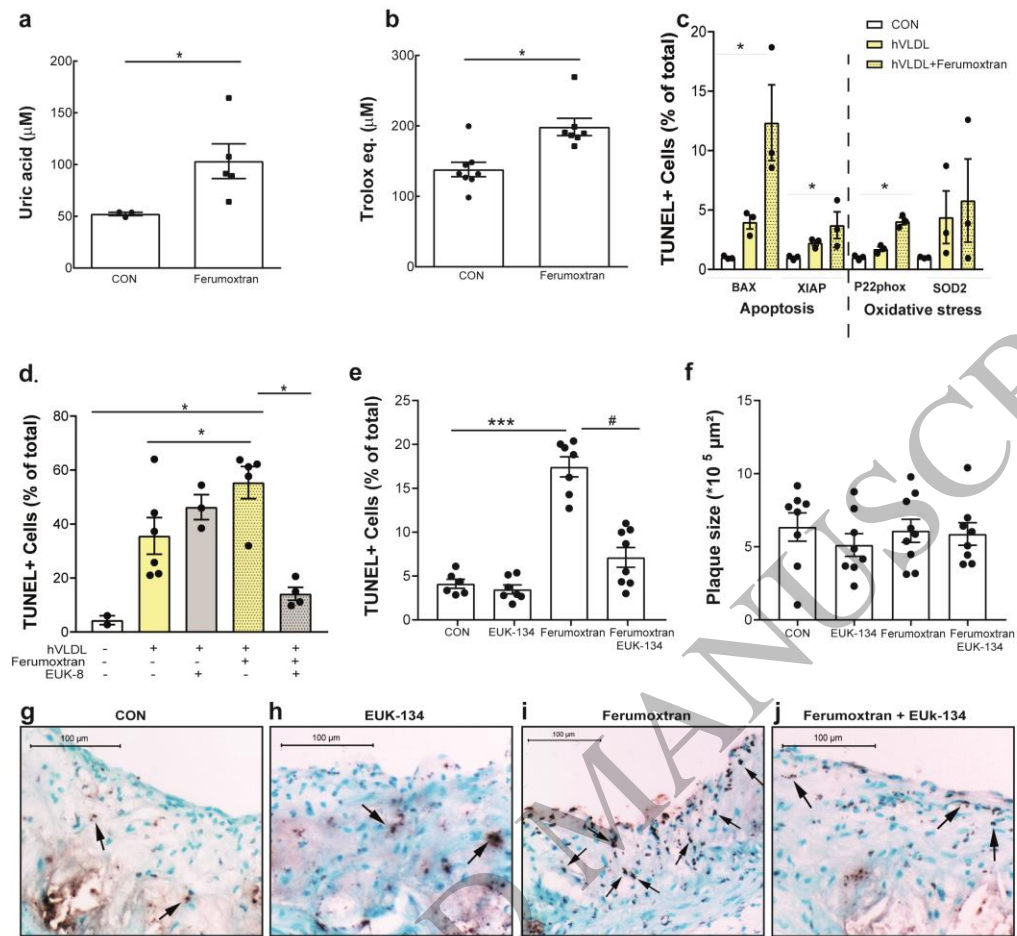 a
Uric acid (µM)
200
150
100
50
0
*
CON
Ferumoxtran
b
Trolox eq. (µM)
300
200
100
0
*
CON
Ferumoxtran
c
TUNEL+ Cells (% of total)
20
15
10
5
0
CON
hVLDL
hVLDL+Ferumoxtran
*
*
*
BAX
XIAP
P22phox
SOD2
Apoptosis
Oxidative stress
d.
TUNEL+ Cells (% of total)
80
60
40
20
0
*
*
*
hVLDL - + + + +
Ferumoxtran - - - + +
EUK-8 - - + - +
e
TUNEL+ Cells (% of total)
25
20
15
10
5
0
***
#
CON
EUK-134
Ferumoxtran
Ferumoxtran
EUK-134
f
Plaque size (*10 ⁵ µm²)
15
10
5
0
CON
EUK-134
Ferumoxtran
Ferumoxtran
EUK-134
g
CON
100 µm
h
EUK-134
100 µm
i
Ferumoxtran
100 µm
j
Ferumoxtran + EUk-134
100 µm
D MANUSCR